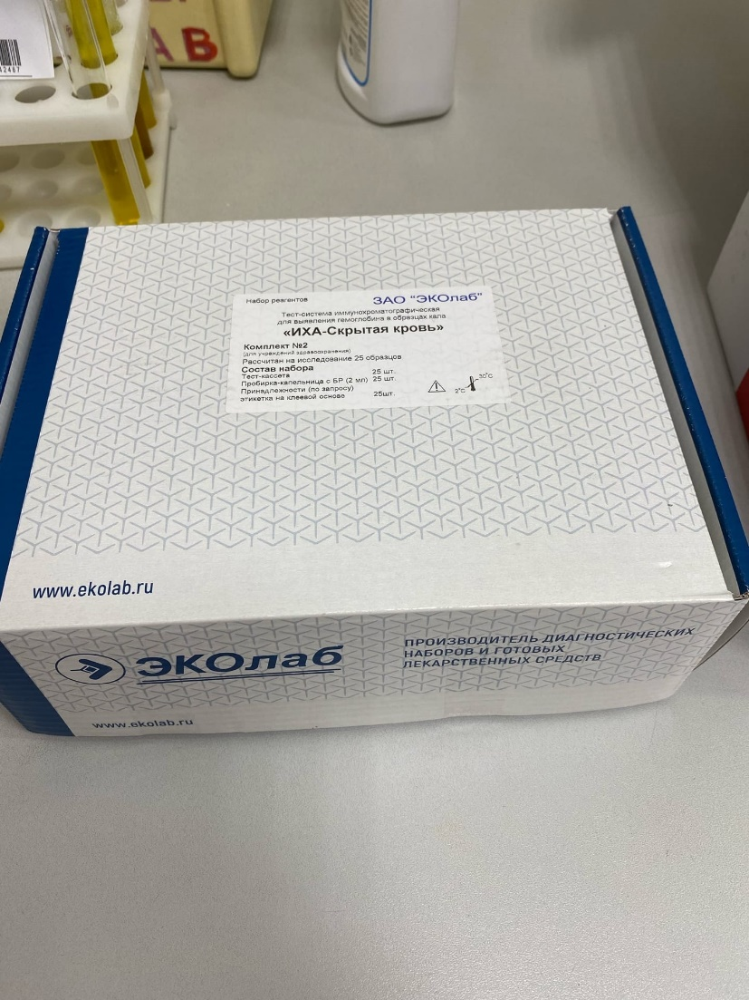 АВ
Набор реагентов
ЗАО "ЭКОлаб"
Тест-система иммунохроматографическая
для выявления гемоглобина в образцах кала
«ИХА-Скрытая кровь»
Комплект №2
(для учреждений здравоохранения)
Рассчитан на исследование 25 образцов
Состав набора
Тест-кассета 25 шт.
Пробирка-капельница с БР (2 мл) 25 шт.
Принадлежности (по запросу)
этикетка на клеевой основе 25шт.
2°C
30°C
www.ekolab.ru
ЭКОлаб
ПРОИЗВОДИТЕЛЬ ДИАГНОСТИЧЕСКИХ
НАБОРОВ И ГОТОВЫХ
ЛЕКАРСТВЕННЫХ СРЕДСТВ
www.ekolab.ru